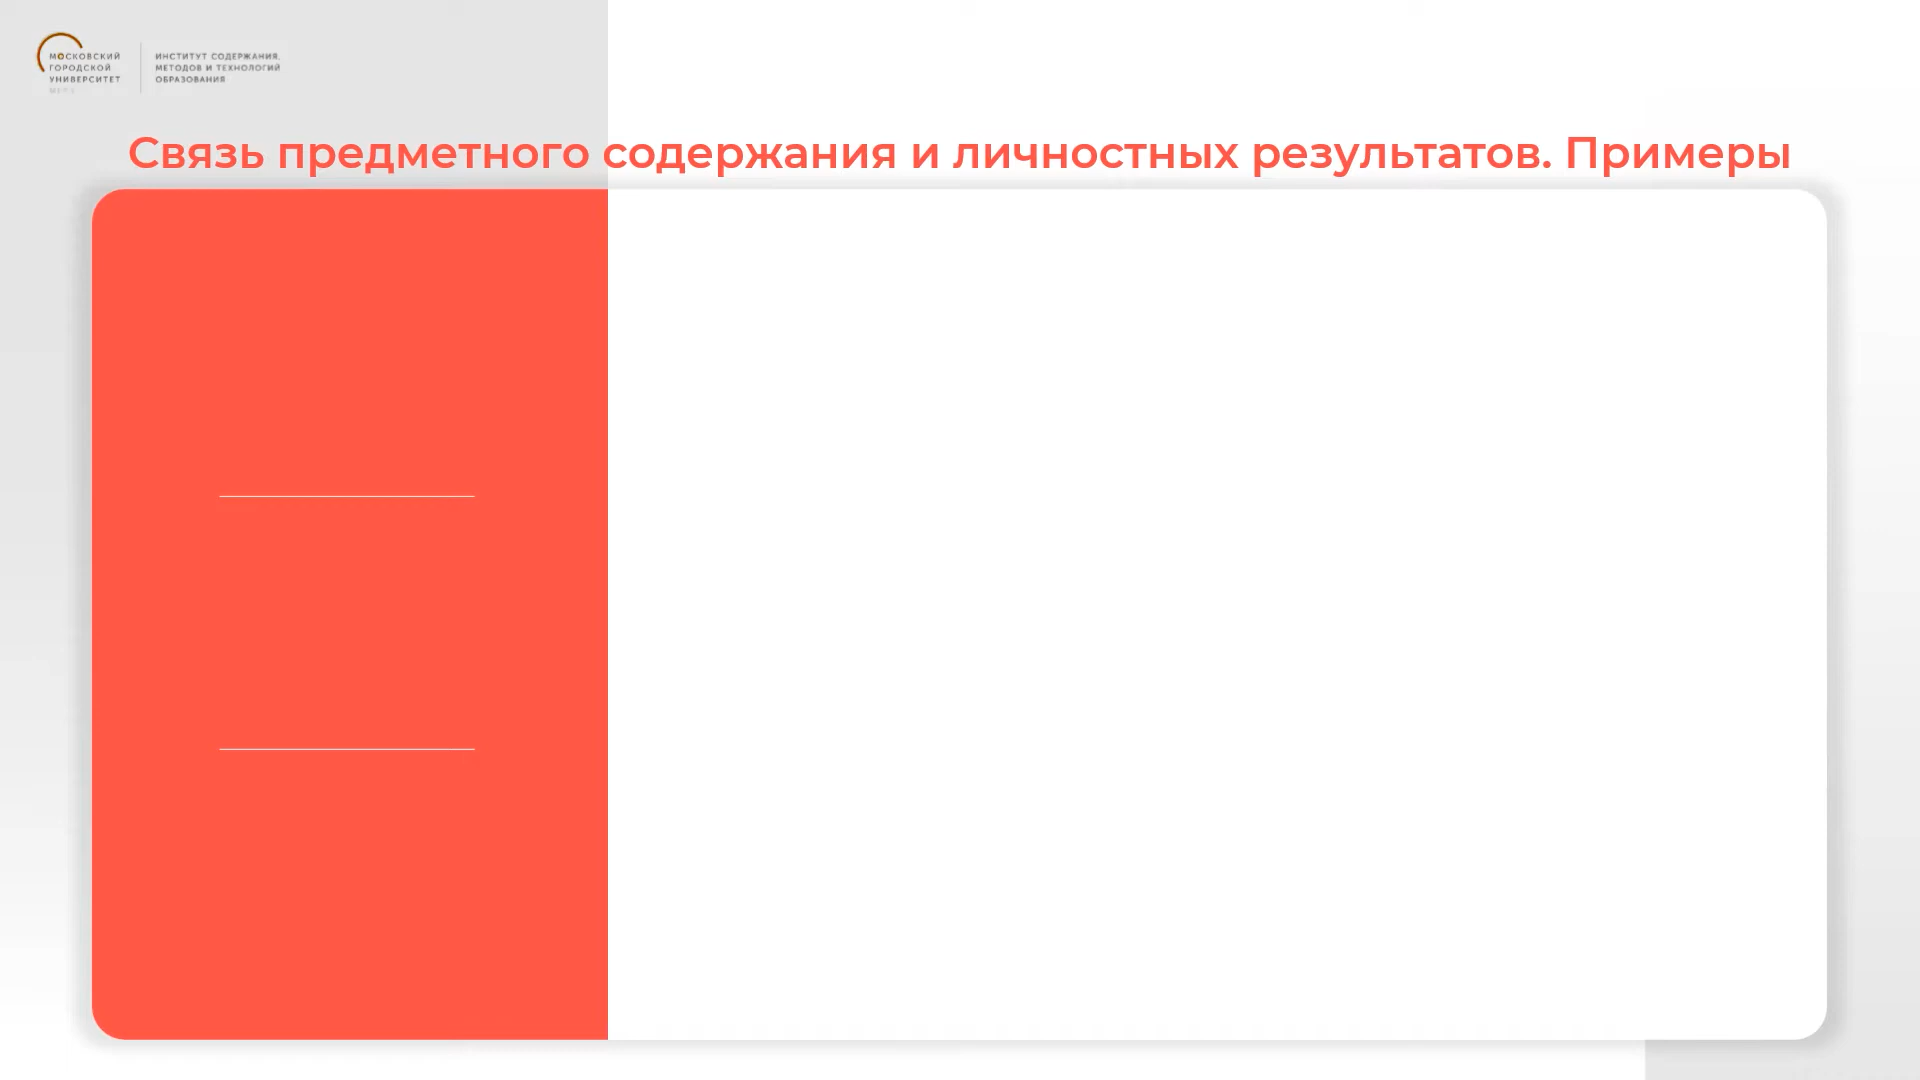 МОСКОВСКИЙ
ГОРОДСКОЙ
УНИВЕРСИТЕТ
ИНСТИТУТ СОДЕРЖАНИЯ,
МЕТОДОВ И ТЕХНОЛОГИЙ
ОБРАЗОВАНИЯ
Связь предметного содержания и личностных результатов. Примеры